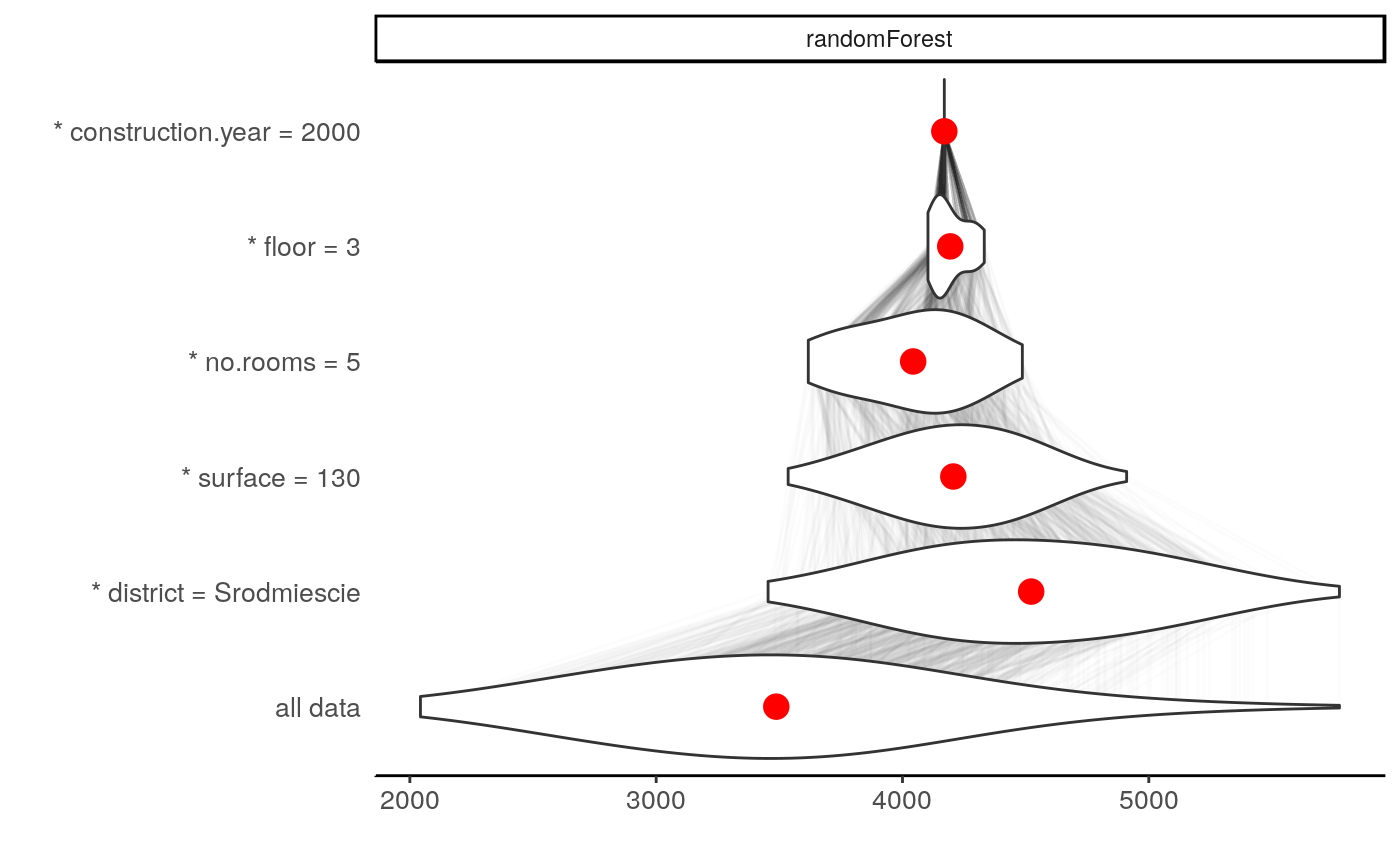 randomForest
* construction.year = 2000
* floor = 3
* no.rooms = 5
* surface = 130
* district = Srodmiescie
all data
2000 3000 4000 5000